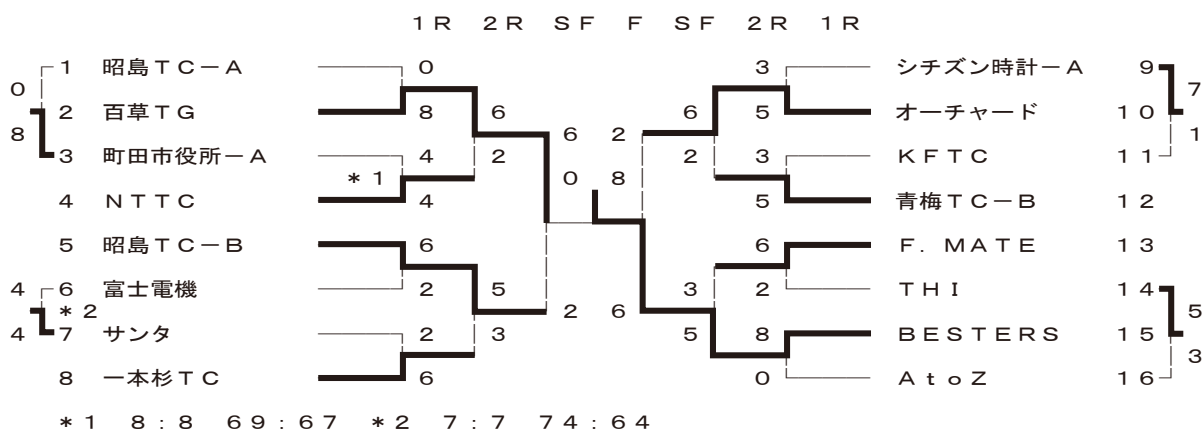 １Ｒ ２Ｒ ＳＦ Ｆ ＳＦ ２Ｒ １Ｒ
１ 昭島ＴＣ－Ａ ０ ３ シチズン時計－Ａ ９
０ ７
２ 百草ＴＧ ８ ６ ６ ５ オーチャード １０
８ ６ ２ １
３ 町田市役所－Ａ ４ ２ ２ ３ ＫＦＴＣ １１
＊１ ０ ８
４ ＮＴＴＣ ４ ５ 青梅ＴＣ－Ｂ １２
５ 昭島ＴＣ－Ｂ ６ ６ Ｆ．ＭＡＴＥ １３
４ ６ 富士電機 ２ ５ ３ ２ ＴＨＩ １４
＊２ ２ ６ ５
４ ７ サンタ ２ ３ ５ ８ ＢＥＳＴＥＲＳ １５
３
８ 一本杉ＴＣ ６ ０ ＡｔｏＺ １６
＊１ ８：８ ６９：６７ ＊２ ７：７ ７４：６４